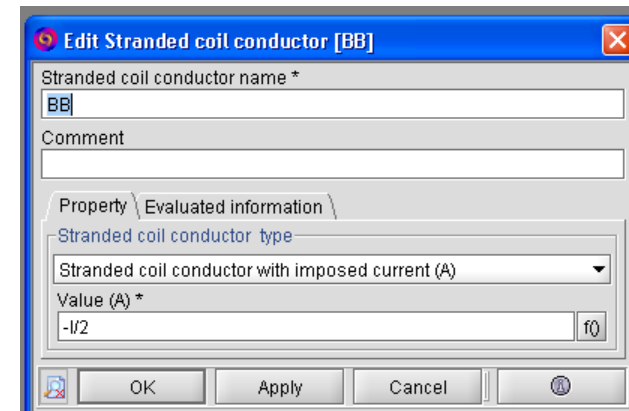 Edit Stranded coil conductor [BB]
Stranded coil conductor name *
BB
Comment
Property Evaluated information
Stranded coil conductor type
Stranded coil conductor with imposed current (A)
Value (A) *
-I/2 f()
OK Apply Cancel